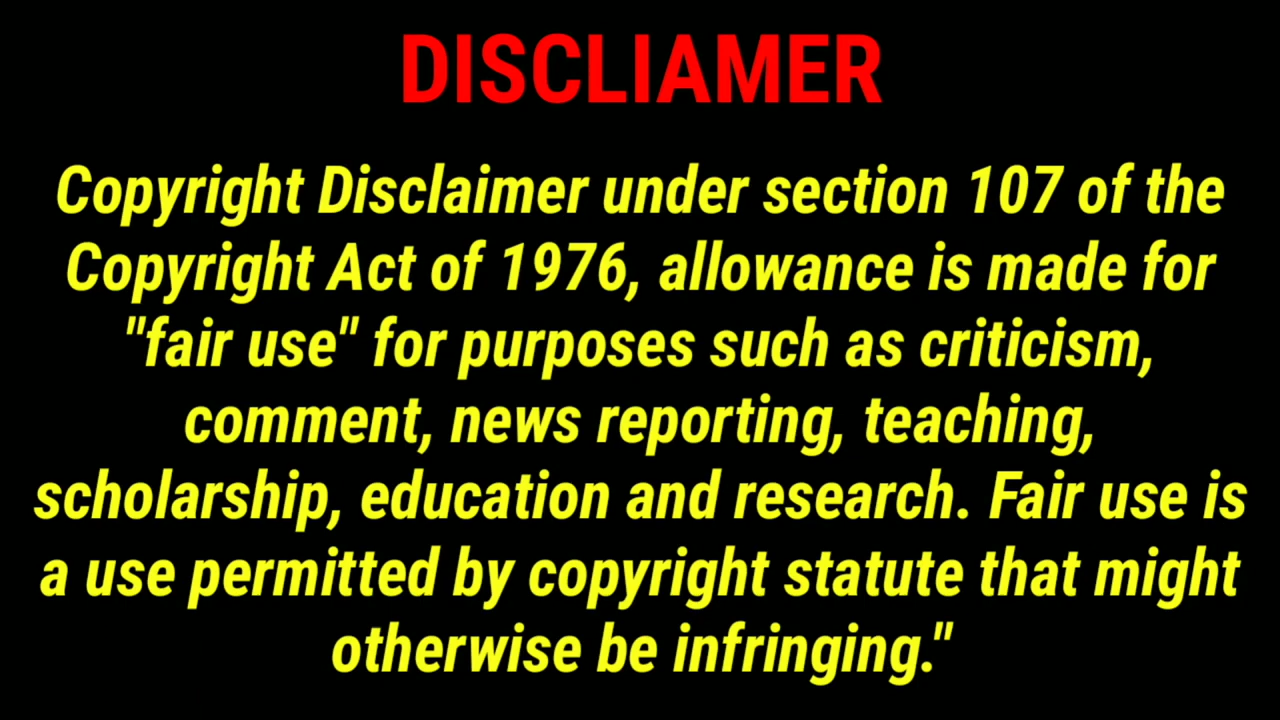 DISCLIAMER
Copyright Disclaimer under section 107 of the
Copyright Act of 1976, allowance is made for
"fair use" for purposes such as criticism,
comment, news reporting, teaching,
scholarship, education and research. Fair use is
a use permitted by copyright statute that might
otherwise be infringing."